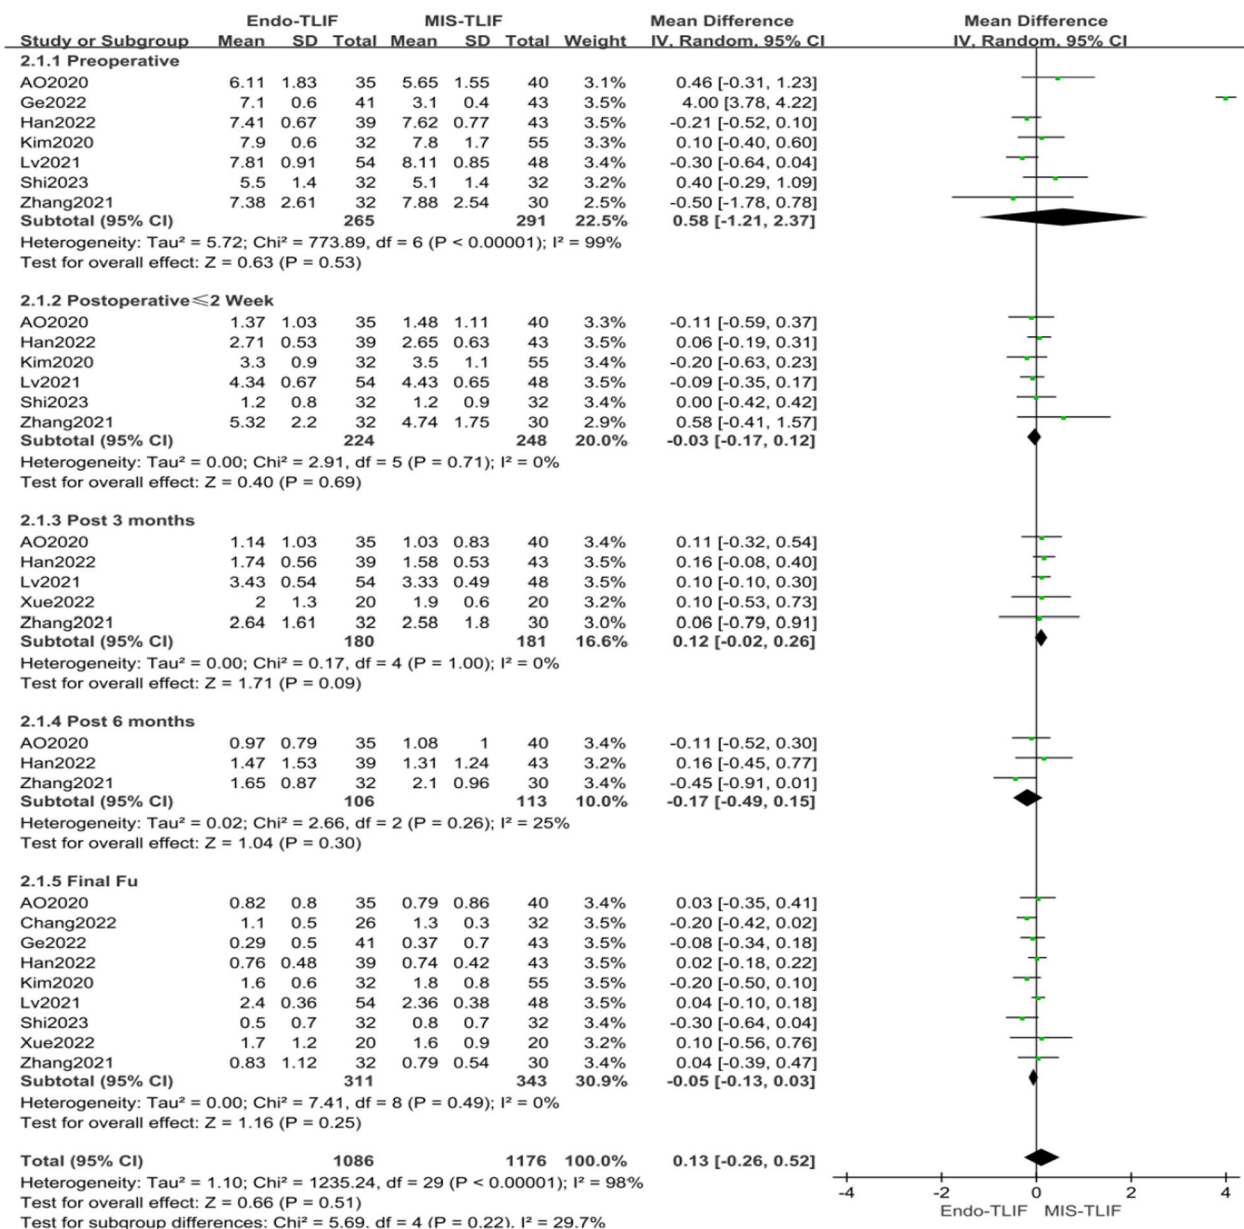 Endo-TLIF MIS-TLIF Mean Difference Mean Difference
Study or Subgroup Mean SD Total Mean SD Total Weight IV, Random, 95% CI IV, Random, 95% CI
2.1.1 Preoperative
AO2020 6.11 1.83 35 5.65 1.55 40 3.1% 0.46 [-0.31, 1.23]
Ge2022 7.1 0.6 41 3.1 0.4 43 3.5% 4.00 [3.78, 4.22]
Han2022 7.41 0.67 39 7.62 0.77 43 3.5% -0.21 [-0.52, 0.10]
Kim2020 7.9 0.6 32 7.8 1.7 55 3.3% 0.10 [-0.40, 0.60]
Lv2021 7.81 0.91 54 8.11 0.85 48 3.5% -0.30 [-0.64, 0.04]
Shi2023 5.5 1.4 32 5.1 1.4 32 3.2% 0.40 [-0.29, 1.09]
Zhang2021 7.38 2.61 32 7.88 2.54 30 2.5% -0.50 [-1.78, 0.78]
Subtotal (95% CI) 265 291 22.5% 0.58 [-1.21, 2.37]
Heterogeneity: Tau² = 5.72; Chi² = 773.89, df = 6 (P < 0.00001); I² = 99%
Test for overall effect: Z = 0.63 (P = 0.53)
2.1.2 Postoperative≤2 Week
AO2020 1.37 1.03 35 1.48 1.11 40 3.3% -0.11 [-0.59, 0.37]
Han2022 2.71 0.53 39 2.65 0.63 43 3.5% 0.06 [-0.19, 0.31]
Kim2020 3.3 0.9 32 3.5 1.1 55 3.4% -0.20 [-0.63, 0.23]
Lv2021 4.34 0.67 54 4.43 0.65 48 3.5% -0.09 [-0.35, 0.17]
Shi2023 1.2 0.8 32 1.2 0.9 32 3.4% 0.00 [-0.42, 0.42]
Zhang2021 5.32 2.2 32 4.74 1.75 30 2.9% 0.58 [-0.41, 1.57]
Subtotal (95% CI) 224 248 20.0% -0.03 [-0.17, 0.12]
Heterogeneity: Tau² = 0.00; Chi² = 2.91, df = 5 (P = 0.71); I² = 0%
Test for overall effect: Z = 0.40 (P = 0.69)
2.1.3 Post 3 months
AO2020 1.14 1.03 35 1.03 0.83 40 3.4% 0.11 [-0.32, 0.54]
Han2022 1.74 0.56 39 1.58 0.53 43 3.5% 0.16 [-0.08, 0.40]
Lv2021 3.43 0.54 54 3.33 0.49 48 3.5% 0.10 [-0.10, 0.30]
Xue2022 2 1.3 20 1.9 0.6 20 3.2% 0.10 [-0.53, 0.73]
Zhang2021 2.64 1.61 32 2.58 1.8 30 3.0% 0.06 [-0.79, 0.91]
Subtotal (95% CI) 180 181 16.6% 0.12 [-0.02, 0.26]
Heterogeneity: Tau² = 0.00; Chi² = 0.17, df = 4 (P = 1.00); I² = 0%
Test for overall effect: Z = 1.71 (P = 0.09)
2.1.4 Post 6 months
AO2020 0.97 0.79 35 1.08 1 40 3.4% -0.11 [-0.52, 0.30]
Han2022 1.47 1.53 39 1.31 1.24 43 3.2% 0.16 [-0.45, 0.77]
Zhang2021 1.65 0.87 32 2.1 0.96 30 3.4% -0.45 [-0.91, 0.01]
Subtotal (95% CI) 106 113 10.0% -0.17 [-0.49, 0.15]
Heterogeneity: Tau² = 0.02; Chi² = 2.66, df = 2 (P = 0.26); I² = 25%
Test for overall effect: Z = 1.04 (P = 0.30)
2.1.5 Final Fu
AO2020 0.82 0.8 35 0.79 0.86 40 3.4% 0.03 [-0.35, 0.41]
Chang2022 1.1 0.5 26 1.3 0.3 32 3.5% -0.20 [-0.42, 0.02]
Ge2022 0.29 0.5 41 0.37 0.7 43 3.5% -0.08 [-0.34, 0.18]
Han2022 0.76 0.48 39 0.74 0.42 43 3.5% 0.02 [-0.18, 0.22]
Kim2020 1.6 0.6 32 1.8 0.8 55 3.5% -0.20 [-0.50, 0.10]
Lv2021 2.4 0.36 54 2.36 0.38 48 3.5% 0.04 [-0.10, 0.18]
Shi2023 0.5 0.7 32 0.8 0.7 32 3.4% -0.30 [-0.64, 0.04]
Xue2022 1.7 1.2 20 1.6 0.9 20 3.2% 0.10 [-0.56, 0.76]
Zhang2021 0.83 1.12 32 0.79 0.54 30 3.4% 0.04 [-0.39, 0.47]
Subtotal (95% CI) 311 343 30.9% -0.05 [-0.13, 0.03]
Heterogeneity: Tau² = 0.00; Chi² = 7.41, df = 8 (P = 0.49); I² = 0%
Test for overall effect: Z = 1.16 (P = 0.25)
Total (95% CI) 1086 1176 100.0% 0.13 [-0.26, 0.52]
Heterogeneity: Tau² = 1.10; Chi² = 1235.24, df = 29 (P < 0.00001); I² = 98%
-4 -2 0 2 4
Test for overall effect: Z = 0.66 (P = 0.51)
Endo-TLIF MIS-TLIF
Test for subgroup differences: Chi² = 5.69, df = 4 (P = 0.22), I² = 29.7%